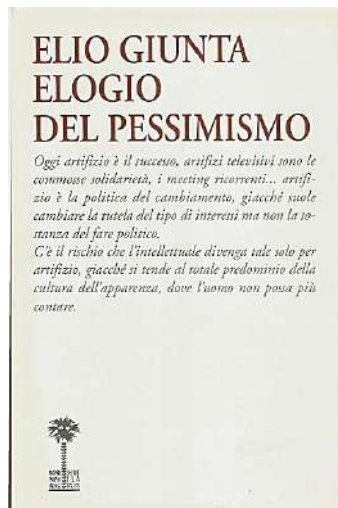 ELIO GIUNTA
ELOGIO
DEL PESSIMISMO
Oggi artifizio è il successo, artifizi televisivi sono le
commosse solidarietà, i meeting ricorrenti... artifi-
zio è la politica del cambiamento, giacché suole
cambiare la tutela del tipo di interessi ma non la so-
stanza del fare politico.
C'è il rischio che l'intellettuale divenga tale solo per
artifizio, giacché si tende al totale predominio della
cultura dell'apparenza, dove l'uomo non possa più
contare.